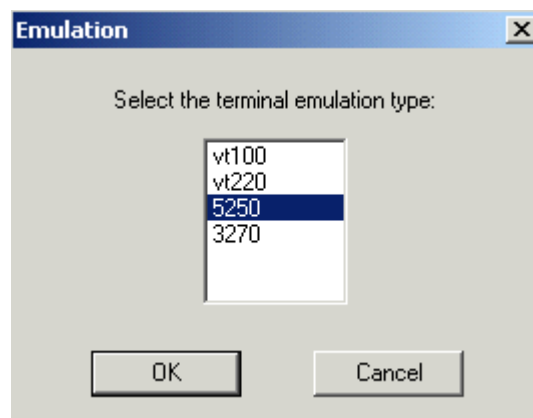 Emulation
Select the terminal emulation type:
vt100
vt220
5250
3270
OK Cancel